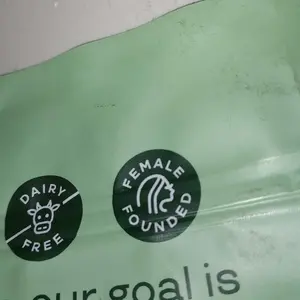 DAIRY
FREE
FEMALE
FOUNDED
our goal is